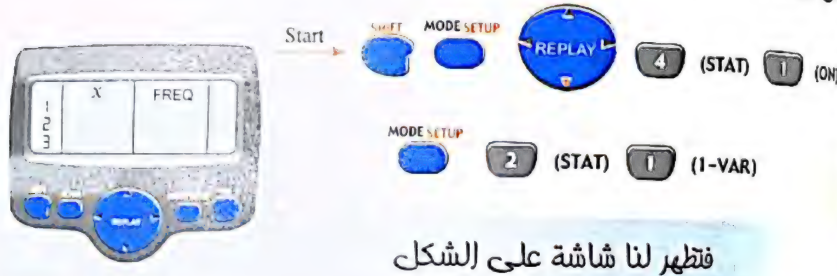 Start SHIFT MODE SETUP REPLAY 4 (STAT) 1 (ON)
x FREQ
1
2
3
MODE SETUP 2 (STAT) 1 (1-VAR)
REPLAY
فتظهر لنا شاشة على الشكل